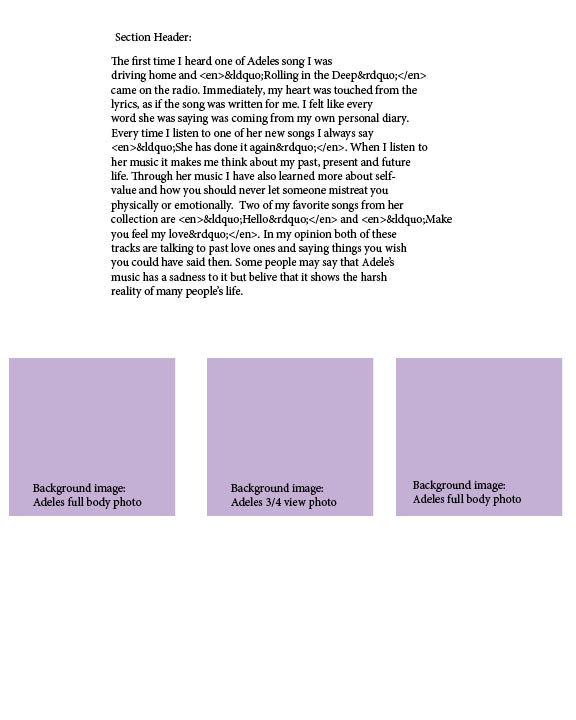 Section Header:
The first time I heard one of Adeles song I was
driving home and <en>&ldquo;Rolling in the Deep&rdquo;</en>
came on the radio. Immediately, my heart was touched from the
lyrics, as if the song was written for me. I felt like every
word she was saying was coming from my own personal diary.
Every time I listen to one of her new songs I always say
<en>&ldquo;She has done it again&rdquo;</en>. When I listen to
her music it makes me think about my past, present and future
life. Through her music I have also learned more about self-
value and how you should never let someone mistreat you
physically or emotionally.  Two of my favorite songs from her
collection are <en>&ldquo;Hello&rdquo;</en> and <en>&ldquo;Make
you feel my love&rdquo;</en>. In my opinion both of these
tracks are talking to past love ones and saying things you wish
you could have said then. Some people may say that Adele's
music has a sadness to it but belive that it shows the harsh
reality of many people's life.
Background image:
Adeles full body photo
Background image:
Adeles 3/4 view photo
Background image:
Adeles full body photo